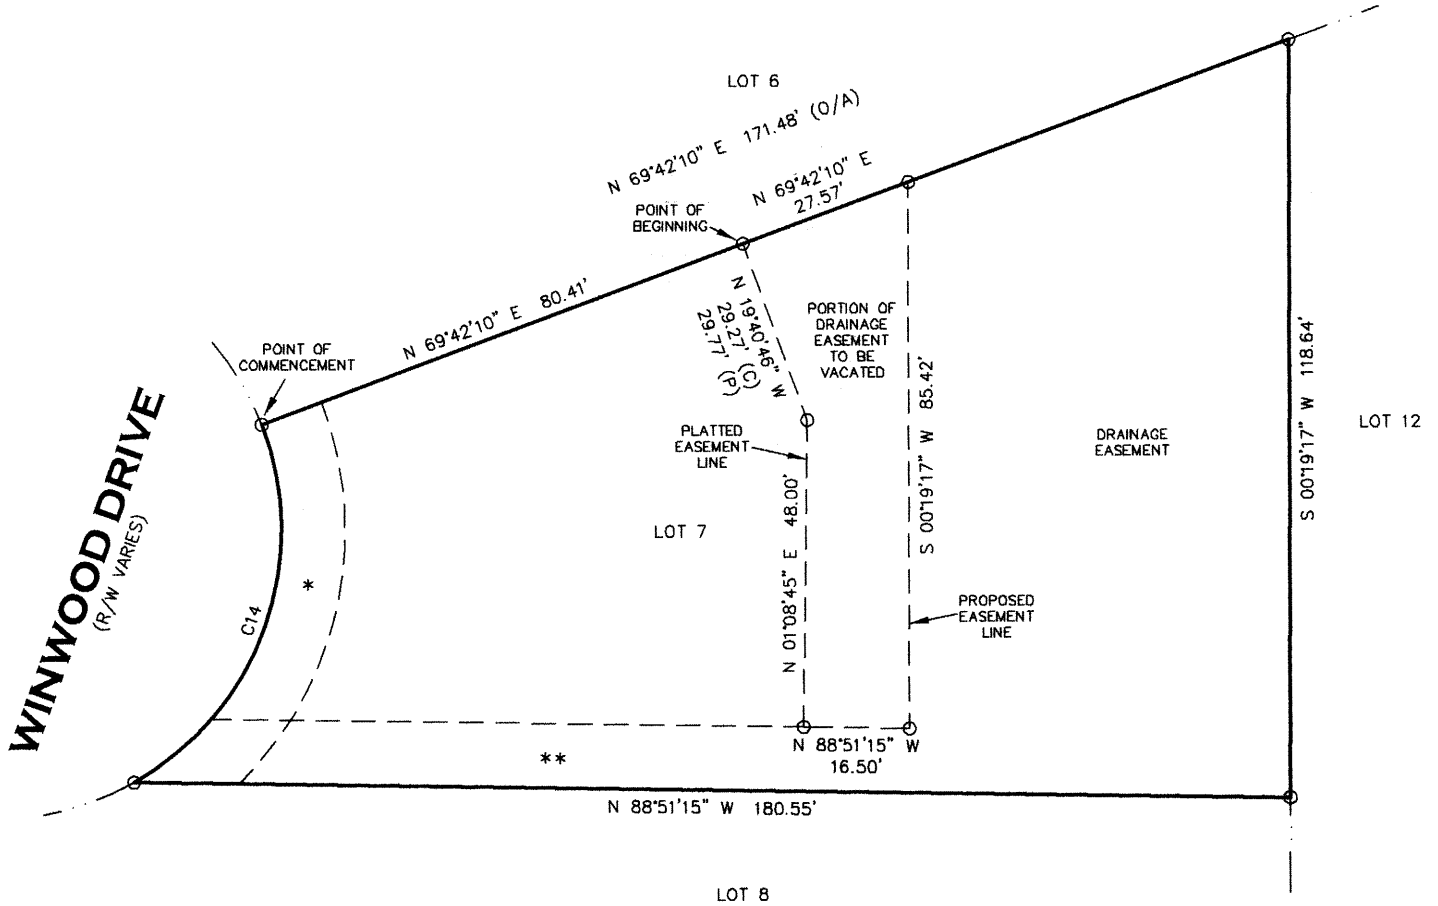 LOT 6
N 69°42'10" E 171.48' (O/A)
N 69°42'10" E
27.57'
POINT OF
BEGINNING
N 69°42'10" E 80.41'
POINT OF
COMMENCEMENT
N 19°40'46" W
29.27' (C)
29.77' (P)
PORTION OF
DRAINAGE
EASEMENT
TO BE
VACATED
S 00°19'17" W 85.42'
S 00°19'17" W 118.64'
LOT 12
DRAINAGE
EASEMENT
PLATTED
EASEMENT
LINE
WINWOOD DRIVE
(R/W VARIES)
LOT 7
N 01°08'45" E 48.00'
*
C14
PROPOSED
EASEMENT
LINE
**
N 88°51'15" W
16.50'
N 88°51'15" W 180.55'
LOT 8